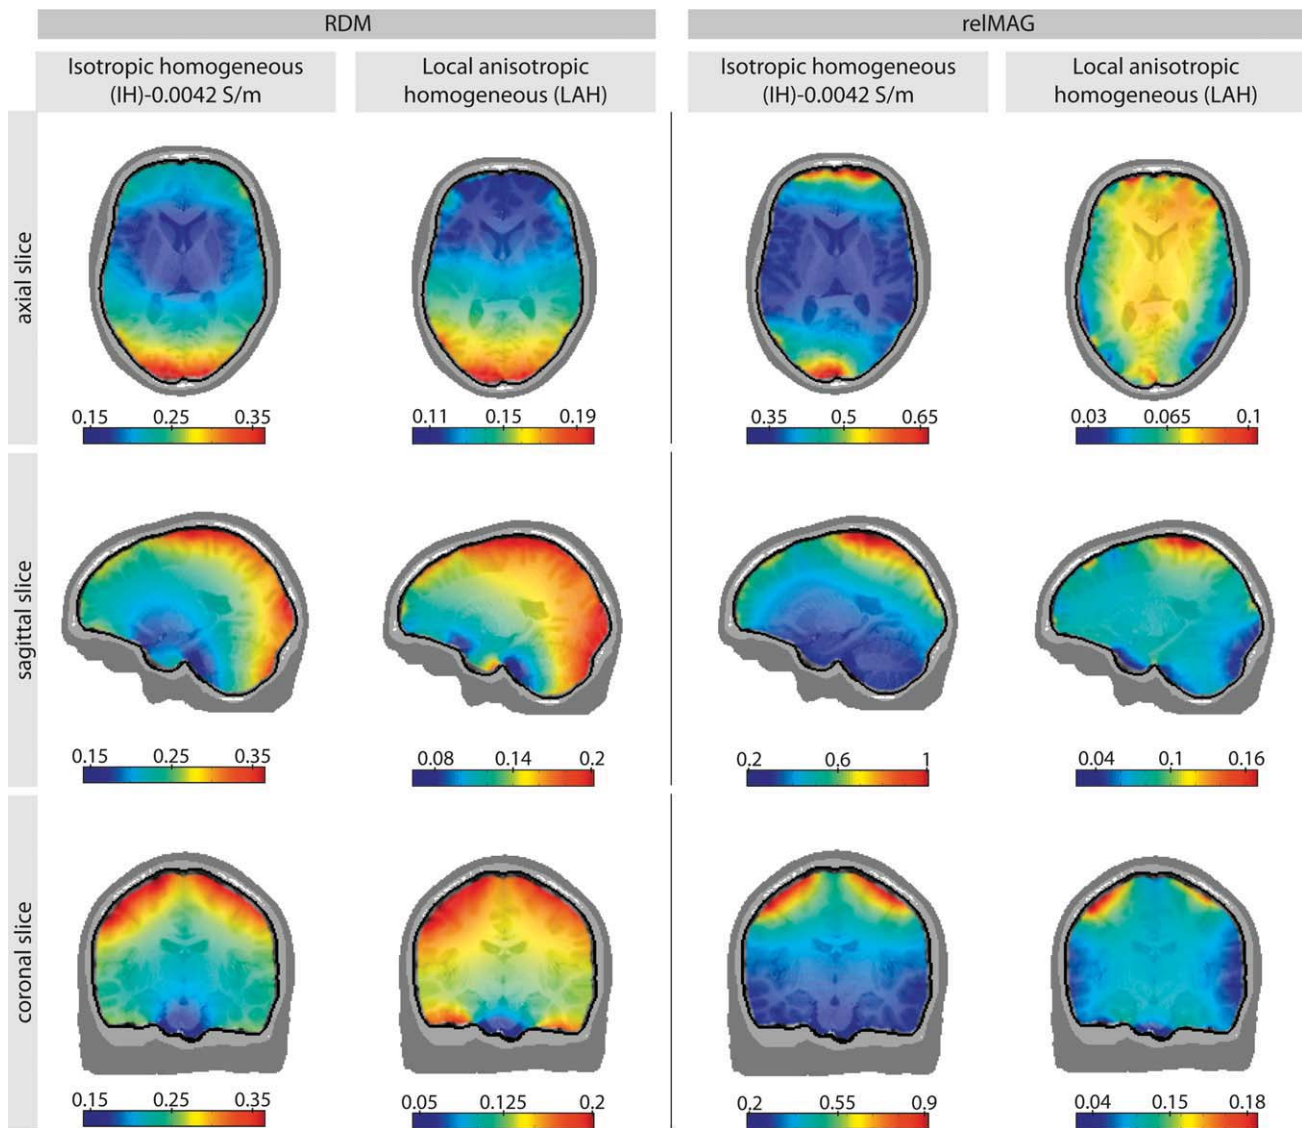 RDM
relMAG
Isotropic homogeneous
(IH)-0.0042 S/m
Local anisotropic
homogeneous (LAH)
Isotropic homogeneous
(IH)-0.0042 S/m
Local anisotropic
homogeneous (LAH)
axial slice
0.15 0.25 0.35
0.11 0.15 0.19
0.35 0.5 0.65
0.03 0.065 0.1
sagittal slice
0.15 0.25 0.35
0.08 0.14 0.2
0.2 0.6 1
0.04 0.1 0.16
coronal slice
0.15 0.25 0.35
0.05 0.125 0.2
0.2 0.55 0.9
0.04 0.15 0.18